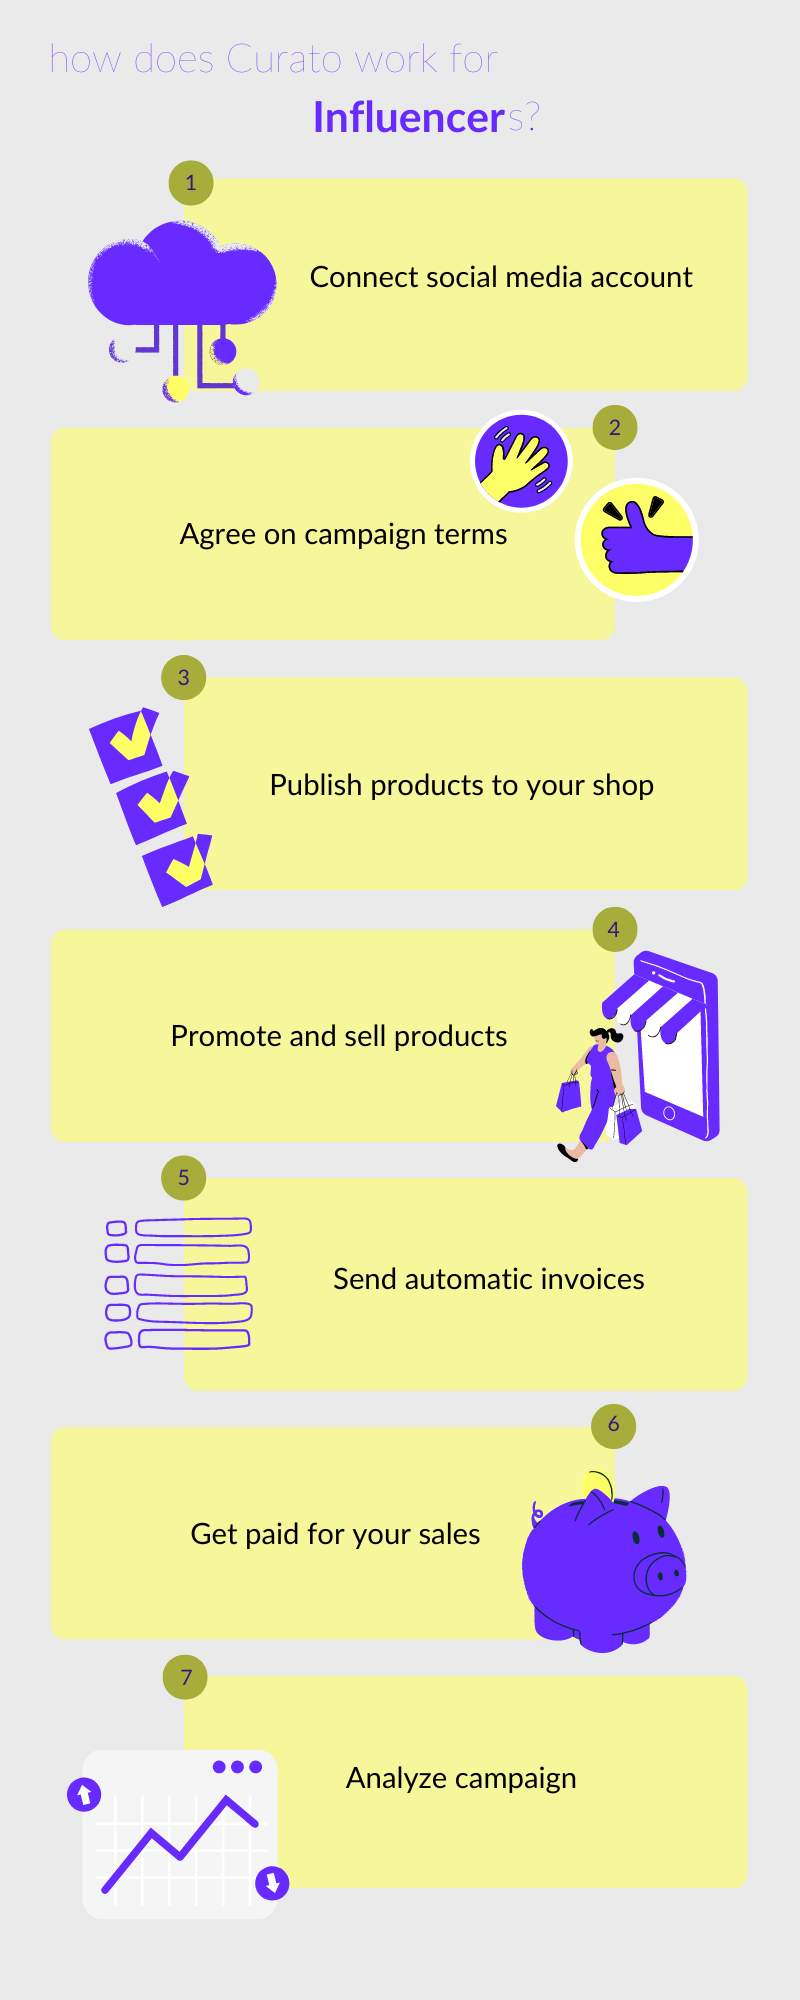 how does Curato work for
Influencers?
1
Connect social media account
2
Agree on campaign terms
3
Publish products to your shop
4
Promote and sell products
5
Send automatic invoices
6
Get paid for your sales
7
Analyze campaign